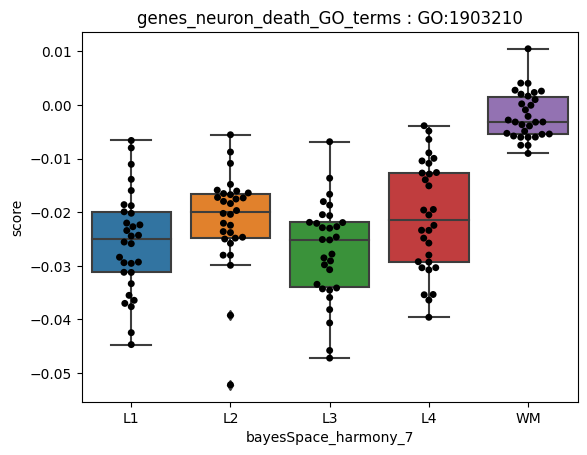 genes_neuron_death_GO_terms : GO:1903210
0.01
0.00
−0.01
−0.02
−0.03
−0.04
−0.05
score
L1 L2 L3 L4 WM
bayesSpace_harmony_7